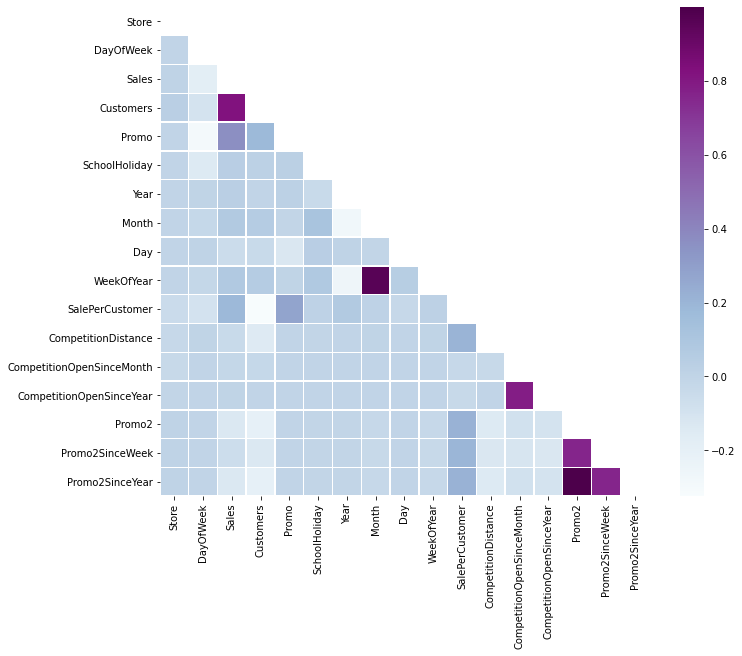 Store
DayOfWeek
Sales
Customers
Promo
SchoolHoliday
Year
Month
Day
WeekOfYear
SalePerCustomer
CompetitionDistance
CompetitionOpenSinceMonth
CompetitionOpenSinceYear
Promo2
Promo2SinceWeek
Promo2SinceYear
Store
DayOfWeek
Sales
Customers
Promo
SchoolHoliday
Year
Month
Day
WeekOfYear
SalePerCustomer
CompetitionDistance
CompetitionOpenSinceMonth
CompetitionOpenSinceYear
Promo2
Promo2SinceWeek
Promo2SinceYear
0.8
0.6
0.4
0.2
0.0
−0.2